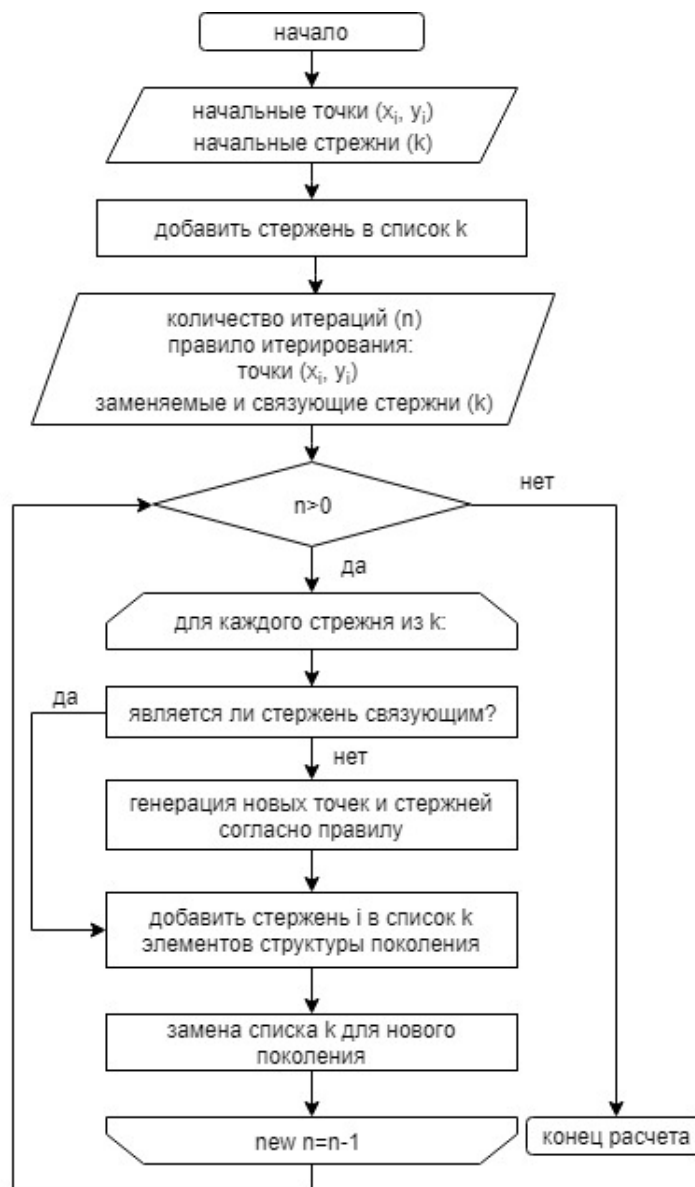 начало
начальные точки (xᵢ, yᵢ)
начальные стрежни (k)
добавить стержень в список k
количество итераций (n)
правило итерирования:
точки (xᵢ, yᵢ)
заменяемые и связующие стержни (k)
n>0
нет
да
для каждого стрежня из k:
да
является ли стержень связующим?
нет
генерация новых точек и стержней
согласно правилу
добавить стержень i в список k
элементов структуры поколения
замена списка k для нового
поколения
new n=n-1
конец расчета